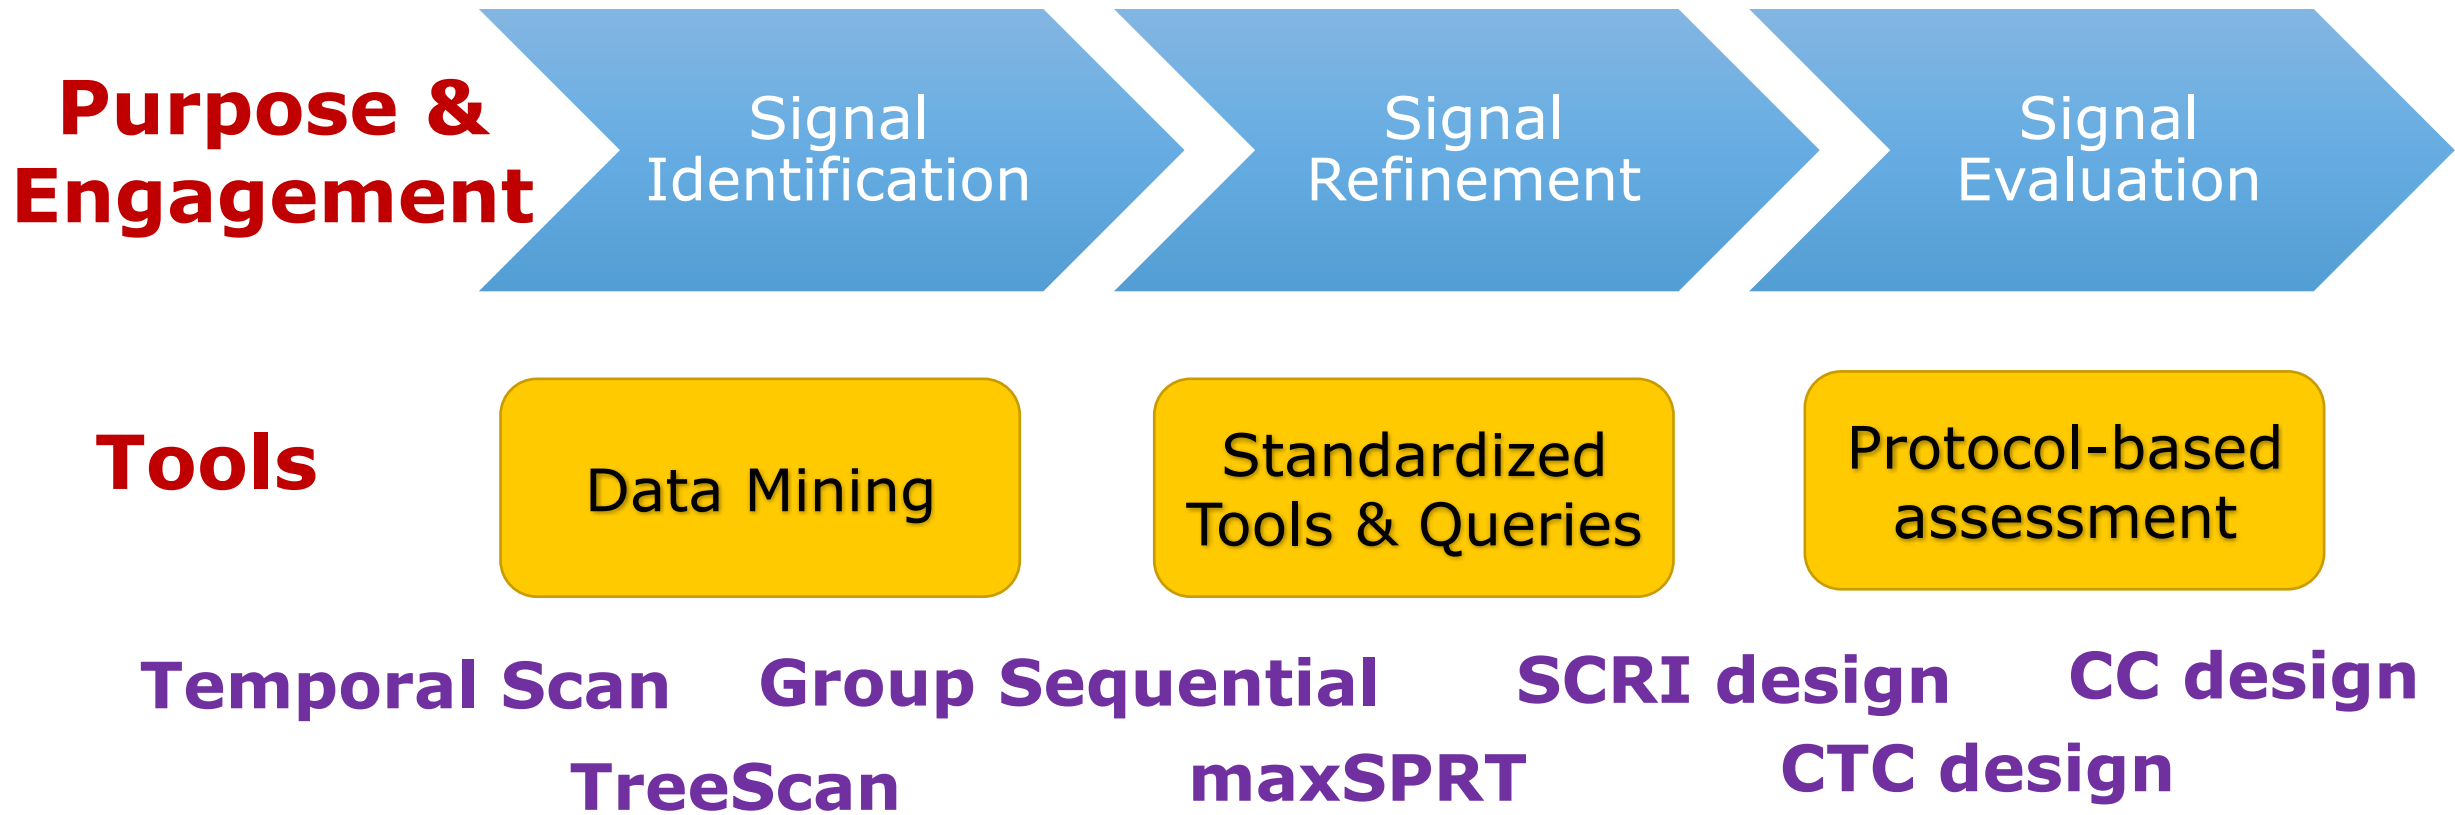 Purpose &
Engagement
Signal
Identification
Signal
Refinement
Signal
Evaluation
Tools
Data Mining
Standardized
Tools & Queries
Protocol-based
assessment
Temporal Scan
Group Sequential
SCRI design
CC design
TreeScan
maxSPRT
CTC design